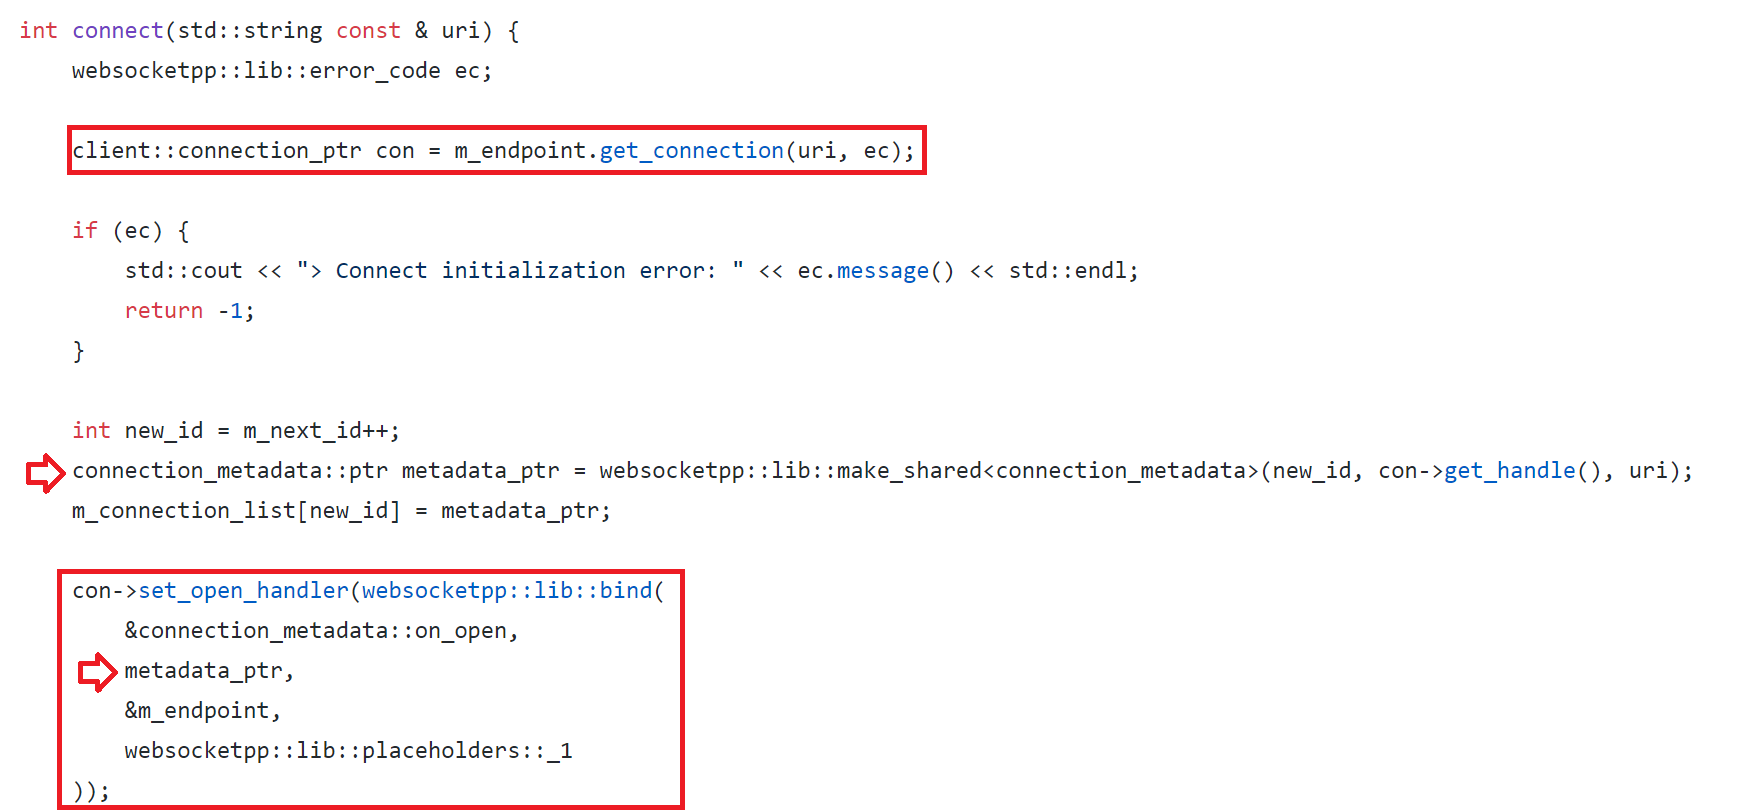 int connect(std::string const & uri) {
    websocketpp::lib::error_code ec;

    client::connection_ptr con = m_endpoint.get_connection(uri, ec);

    if (ec) {
        std::cout << "> Connect initialization error: " << ec.message() << std::endl;
        return -1;
    }

    int new_id = m_next_id++;
    connection_metadata::ptr metadata_ptr = websocketpp::lib::make_shared<connection_metadata>(new_id, con->get_handle(), uri);
    m_connection_list[new_id] = metadata_ptr;

    con->set_open_handler(websocketpp::lib::bind(
        &connection_metadata::on_open,
        metadata_ptr,
        &m_endpoint,
        websocketpp::lib::placeholders::_1
    ));